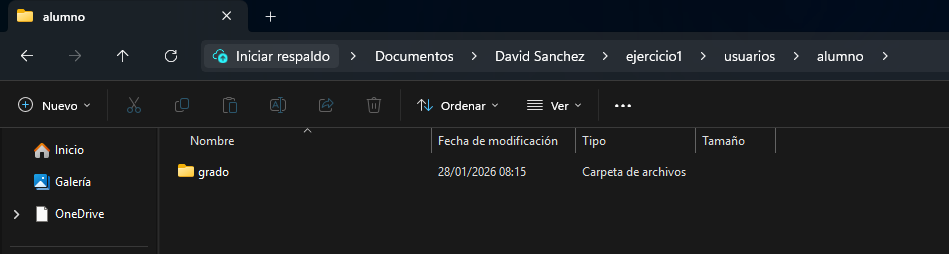 alumno
Iniciar respaldo > Documentos > David Sanchez > ejercicio1 > usuarios > alumno >
Nuevo Ordenar Ver
Nombre Fecha de modificación Tipo Tamaño
Inicio
grado 28/01/2026 08:15 Carpeta de archivos
Galería
OneDrive